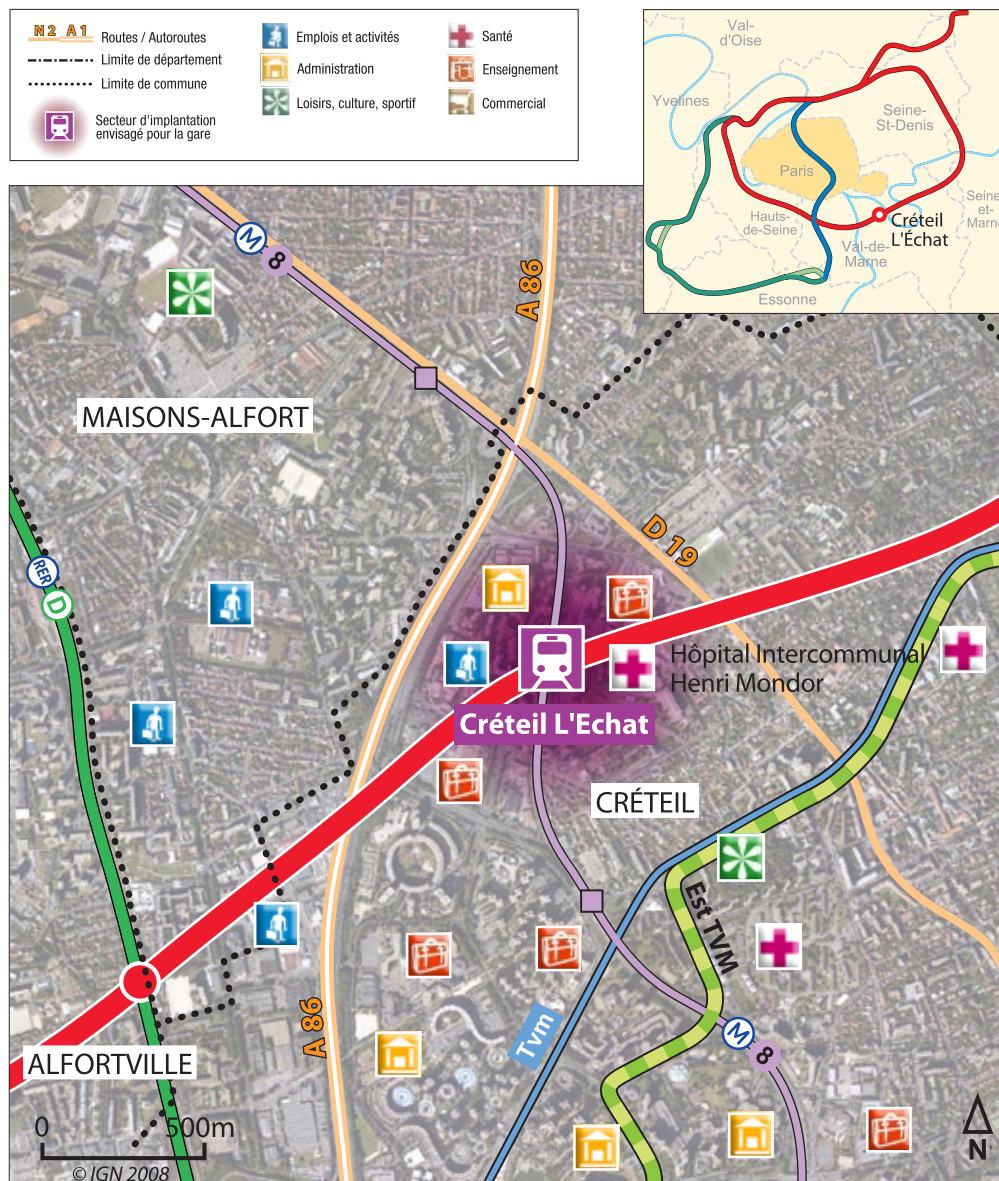 N2 A1
Routes / Autoroutes
Limite de département
Limite de commune
Secteur d'implantation
envisagé pour la gare
Emplois et activités
Administration
Loisirs, culture, sportif
Santé
Enseignement
Commercial
Val-
d'Oise
Yvelines
Seine-
St-Denis
Paris
Seine-
et-
Marne
Hauts-
de-Seine
Créteil
L'Échat
Val-de-
Marne
Essonne
M
8
A 86
MAISONS-ALFORT
D 19
RER
D
Hôpital Intercommunal
Henri Mondor
Créteil L'Echat
CRÉTEIL
Est TVM
Tvm
M
8
A 86
ALFORTVILLE
0
500m
© IGN 2008
N